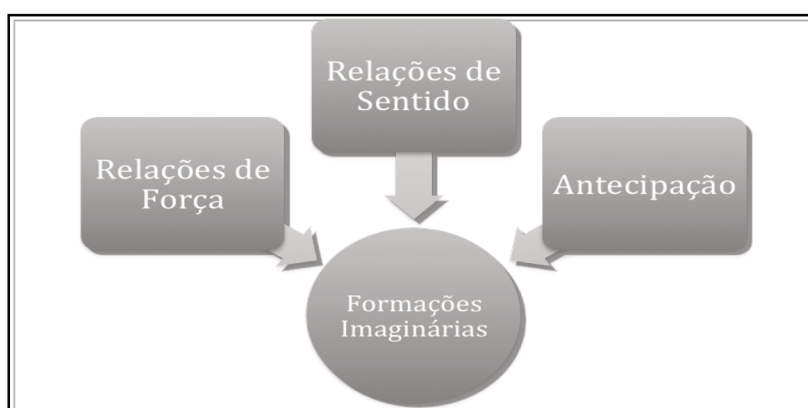 Relações de
Sentido
Relações de
Força
Antecipação
Formações
Imaginárias